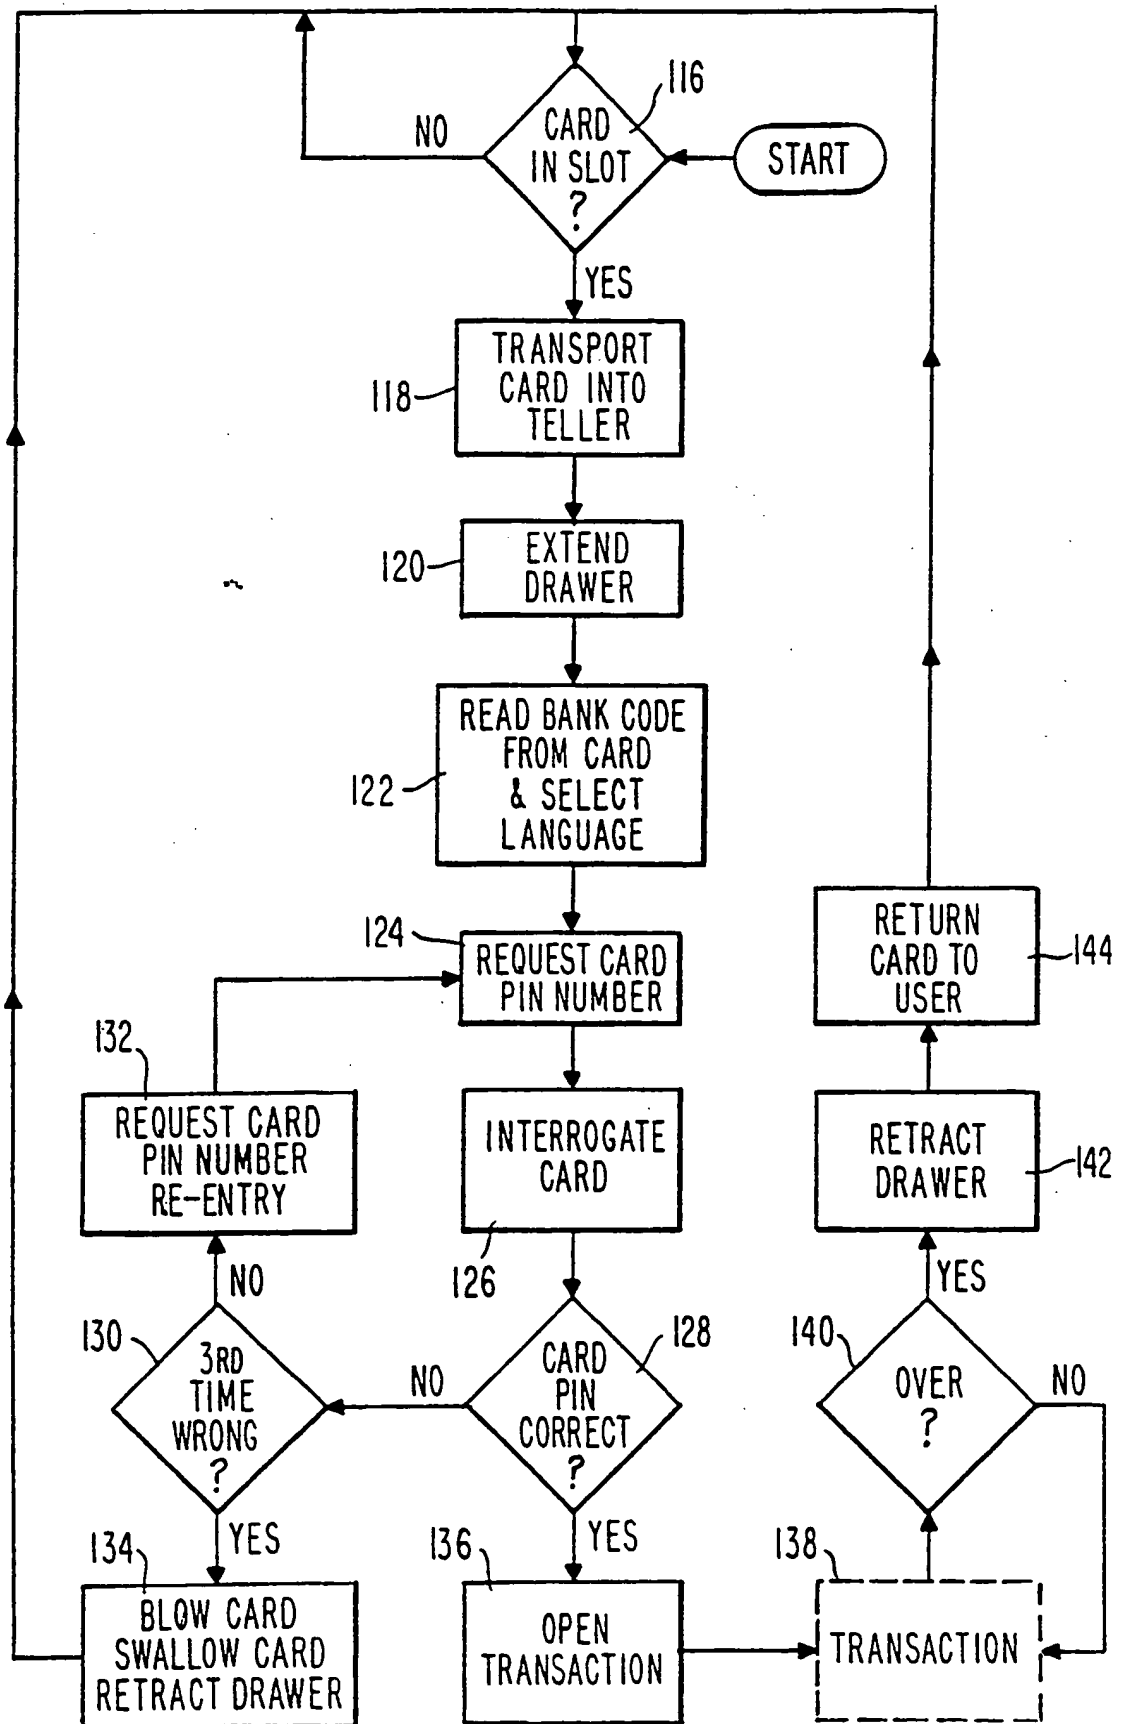 116
CARD
IN SLOT
?
NO
START
YES
TRANSPORT
CARD INTO
TELLER
118
EXTEND
DRAWER
120
READ BANK CODE
FROM CARD
& SELECT
LANGUAGE
122
124
REQUEST CARD
PIN NUMBER
RETURN
CARD TO
USER
144
132
REQUEST CARD
PIN NUMBER
RE-ENTRY
INTERROGATE
CARD
126
RETRACT
DRAWER
142
NO
YES
130
3RD
TIME
WRONG
?
NO
128
CARD
PIN
CORRECT
?
140
OVER
?
NO
YES
YES
134
BLOW CARD
SWALLOW CARD
RETRACT DRAWER
136
OPEN
TRANSACTION
138
TRANSACTION